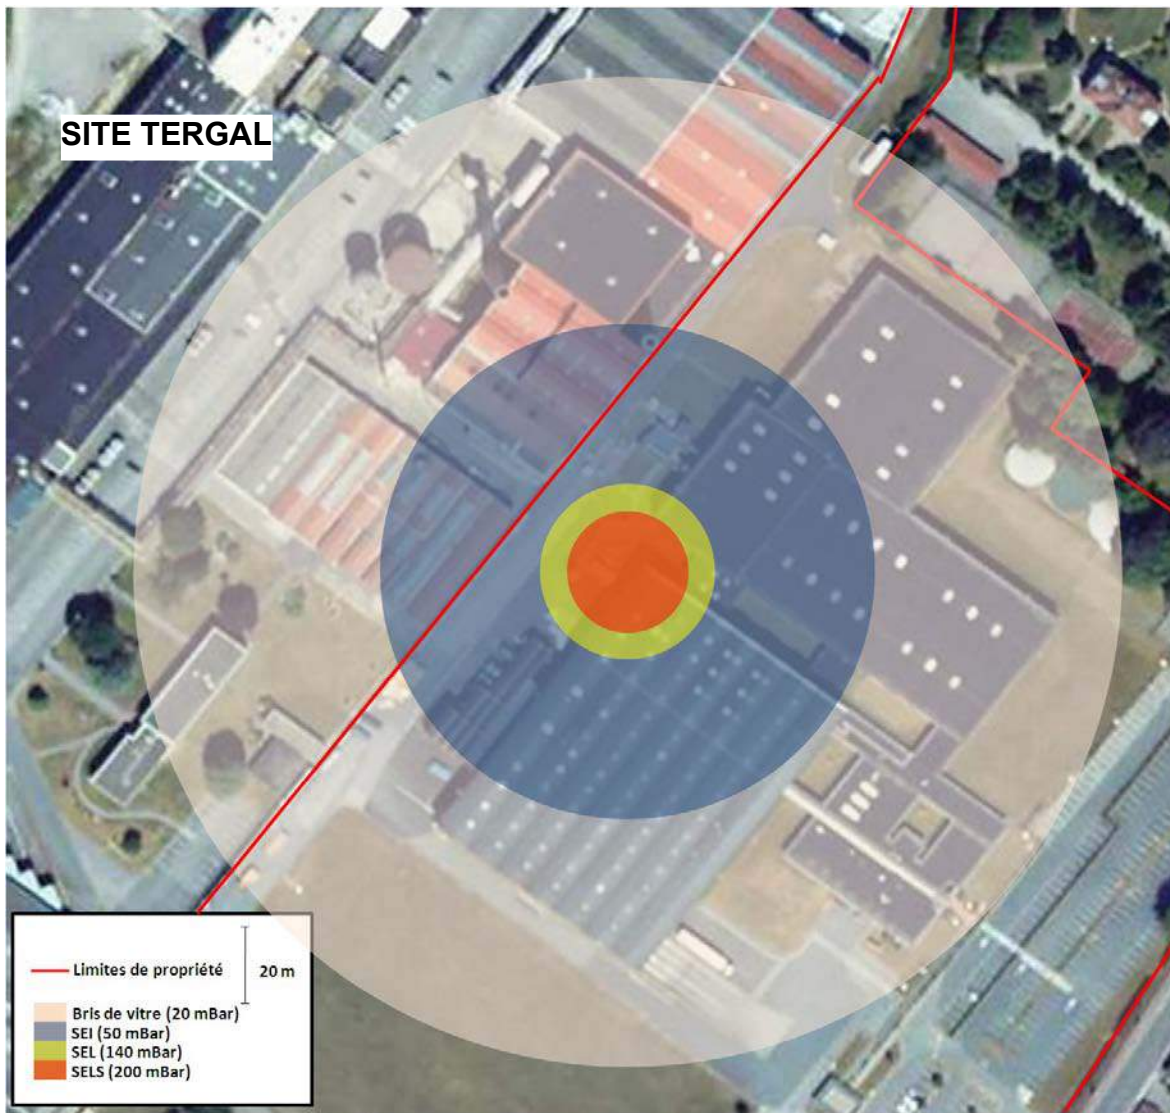 SITE TERGAL
Limites de propriété
20 m
Bris de vitre (20 mBar)
SEI (50 mBar)
SEL (140 mBar)
SELS (200 mBar)